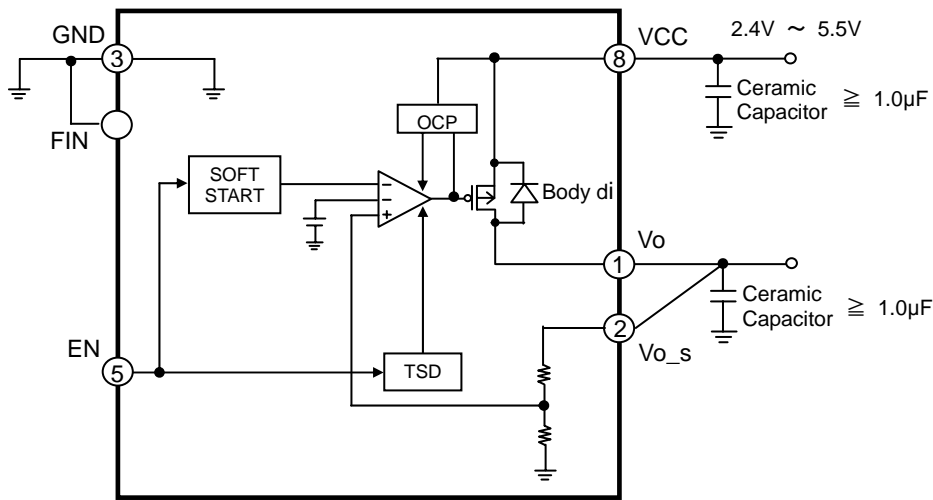 GND
3
FIN
VCC
8
2.4V ～ 5.5V
Ceramic
Capacitor ≧ 1.0µF
OCP
SOFT
START
−
−
+
Body di
Vo
1
Ceramic
Capacitor ≧ 1.0µF
2
Vo_s
EN
5
TSD